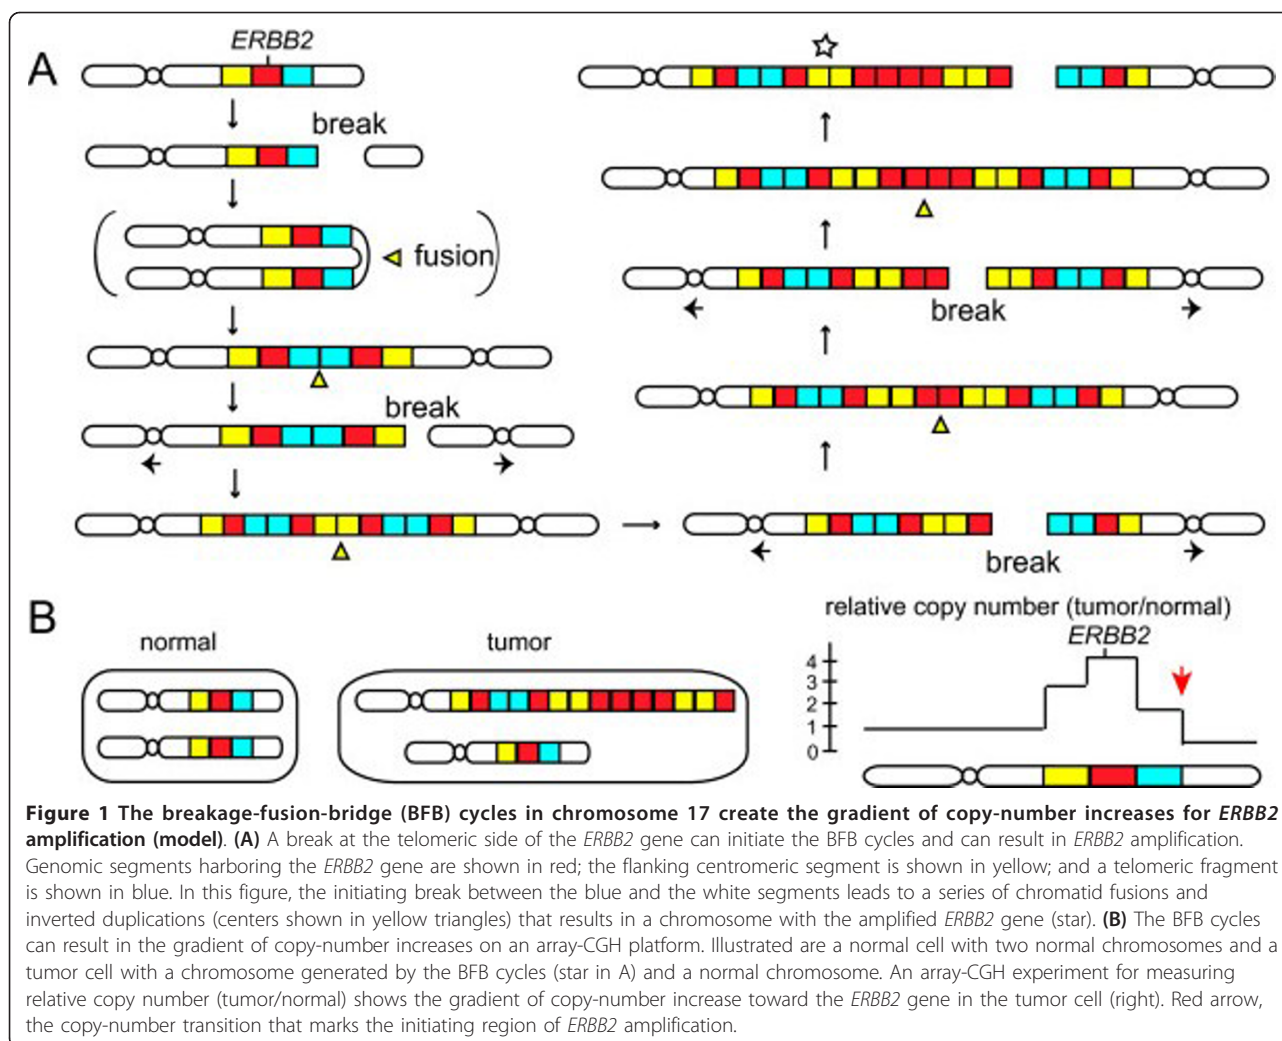 A
ERBB2
break
fusion
break
break
break
B
normal
tumor
relative copy number (tumor/normal)
ERBB2
4
3
2
1
0
Figure 1 The breakage-fusion-bridge (BFB) cycles in chromosome 17 create the gradient of copy-number increases for ERBB2
amplification (model). (A) A break at the telomeric side of the ERBB2 gene can initiate the BFB cycles and can result in ERBB2 amplification.
Genomic segments harboring the ERBB2 gene are shown in red; the flanking centromeric segment is shown in yellow; and a telomeric fragment
is shown in blue. In this figure, the initiating break between the blue and the white segments leads to a series of chromatid fusions and
inverted duplications (centers shown in yellow triangles) that results in a chromosome with the amplified ERBB2 gene (star). (B) The BFB cycles
can result in the gradient of copy-number increases on an array-CGH platform. Illustrated are a normal cell with two normal chromosomes and a
tumor cell with a chromosome generated by the BFB cycles (star in A) and a normal chromosome. An array-CGH experiment for measuring
relative copy number (tumor/normal) shows the gradient of copy-number increase toward the ERBB2 gene in the tumor cell (right). Red arrow,
the copy-number transition that marks the initiating region of ERBB2 amplification.